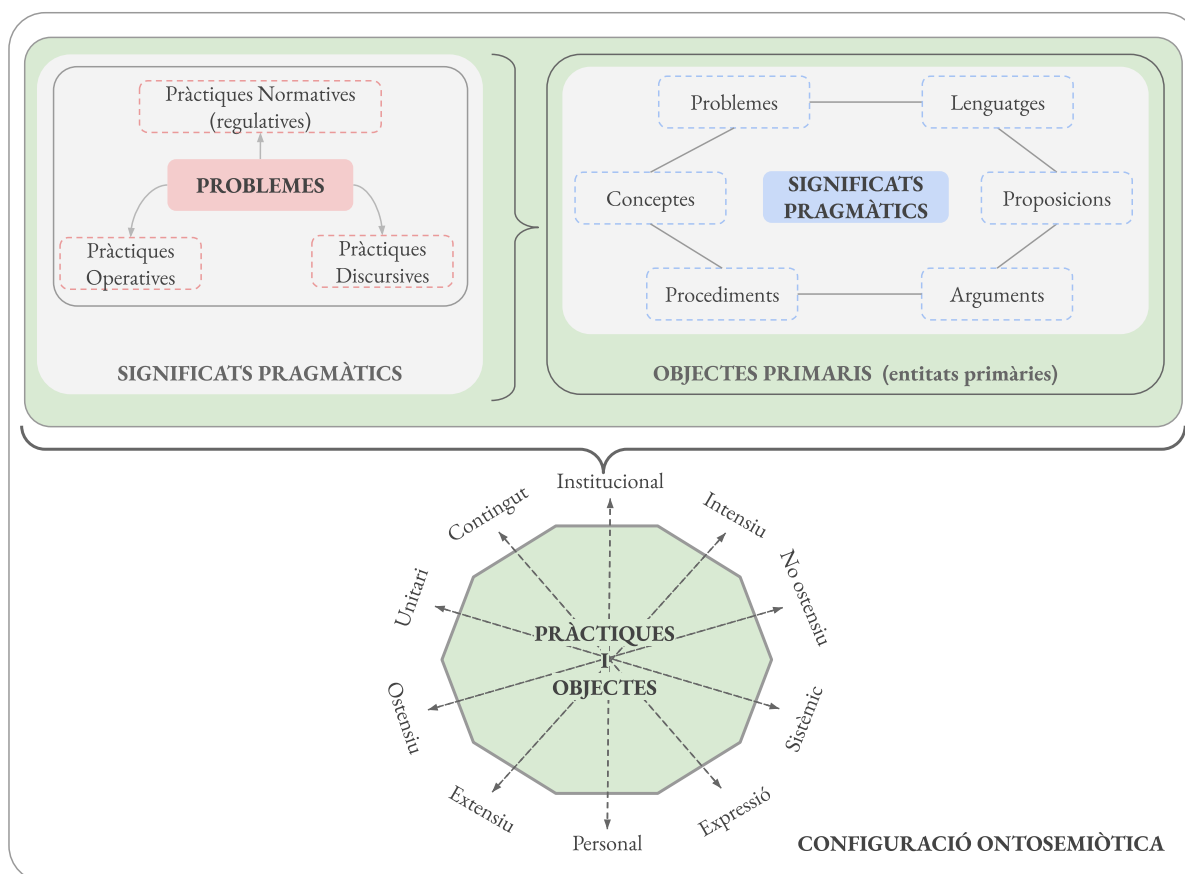 Pràctiques Normatives
(regulatives)
PROBLEMES
Pràctiques
Operatives
Pràctiques
Discursives
SIGNIFICATS PRAGMÀTICS
Problemes
Lenguatges
Conceptes
SIGNIFICATS
PRAGMÀTICS
Proposicions
Procediments
Arguments
OBJECTES PRIMARIS (entitats primàries)
Institucional
Contingut
Intensiu
Unitari
No ostensiu
PRÀCTIQUES
I
OBJECTES
Ostensiu
Sistèmic
Extensiu
Expressió
Personal
CONFIGURACIÓ ONTOSEMIÒTICA